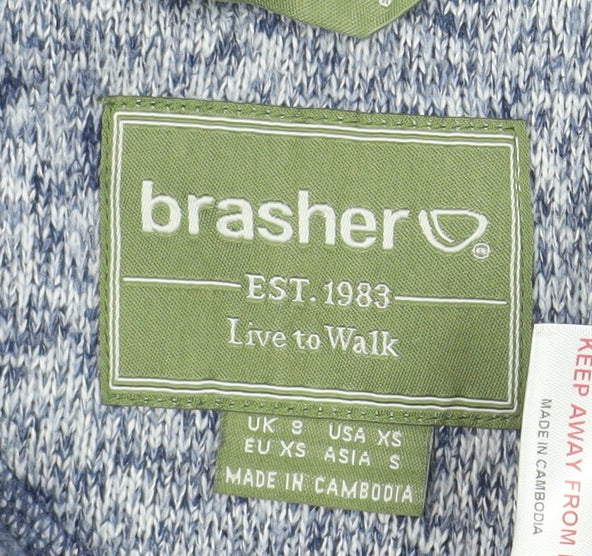 brasher®
EST. 1983
Live to Walk
UK 8 USA XS
EU XS ASIA S
MADE IN CAMBODIA
KEEP AWAY FROM
MADE IN CAMBODIA